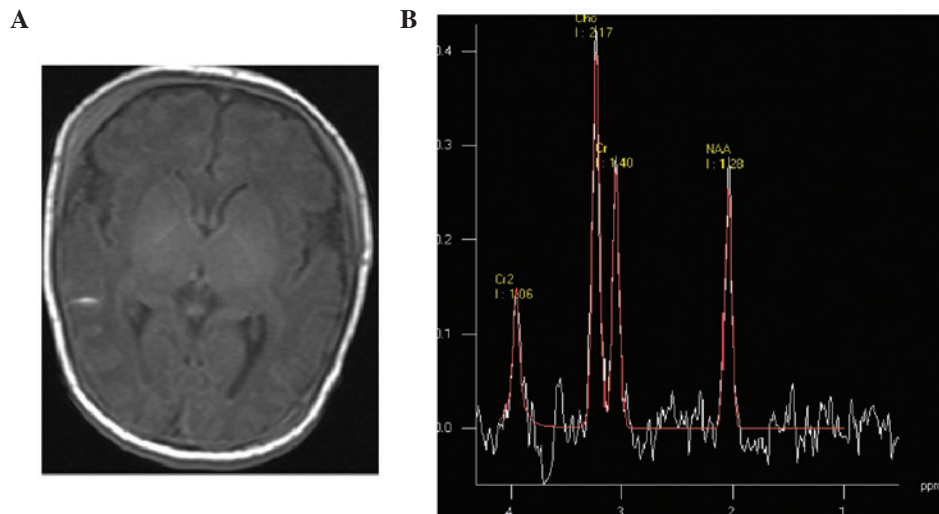 A
B
Cho
I : 2.17
0.4
0.3
Cr
I : 1.40
NAA
I : 1.28
0.2
Cr2
I : 1.06
0.1
0.0
4
3
2
1
ppm